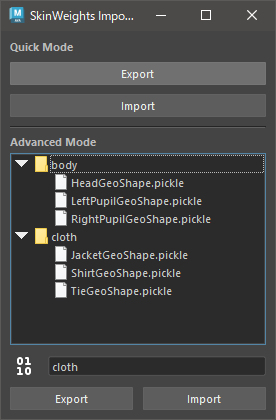 SkinWeights Impo...
Quick Mode
Export
Import
Advanced Mode
body
HeadGeoShape.pickle
LeftPupilGeoShape.pickle
RightPupilGeoShape.pickle
cloth
JacketGeoShape.pickle
ShirtGeoShape.pickle
TieGeoShape.pickle
01
10
cloth
Export
Import